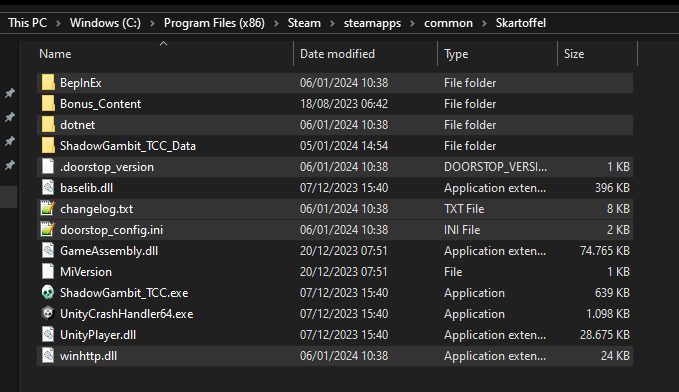 This PC > Windows (C:) > Program Files (x86) > Steam > steamapps > common > Skartoffel
Name Date modified Type Size
BepInEx 06/01/2024 10:38 File folder
Bonus_Content 18/08/2023 06:42 File folder
dotnet 06/01/2024 10:38 File folder
ShadowGambit_TCC_Data 05/01/2024 14:54 File folder
.doorstop_version 06/01/2024 10:38 DOORSTOP_VERSI... 1 KB
baselib.dll 07/12/2023 15:40 Application exten... 396 KB
changelog.txt 06/01/2024 10:38 TXT File 8 KB
doorstop_config.ini 06/01/2024 10:38 INI File 2 KB
GameAssembly.dll 20/12/2023 07:51 Application exten... 74.765 KB
MiVersion 20/12/2023 07:51 File 1 KB
ShadowGambit_TCC.exe 07/12/2023 15:40 Application 639 KB
UnityCrashHandler64.exe 07/12/2023 15:40 Application 1.098 KB
UnityPlayer.dll 07/12/2023 15:40 Application exten... 28.675 KB
winhttp.dll 06/01/2024 10:38 Application exten... 24 KB